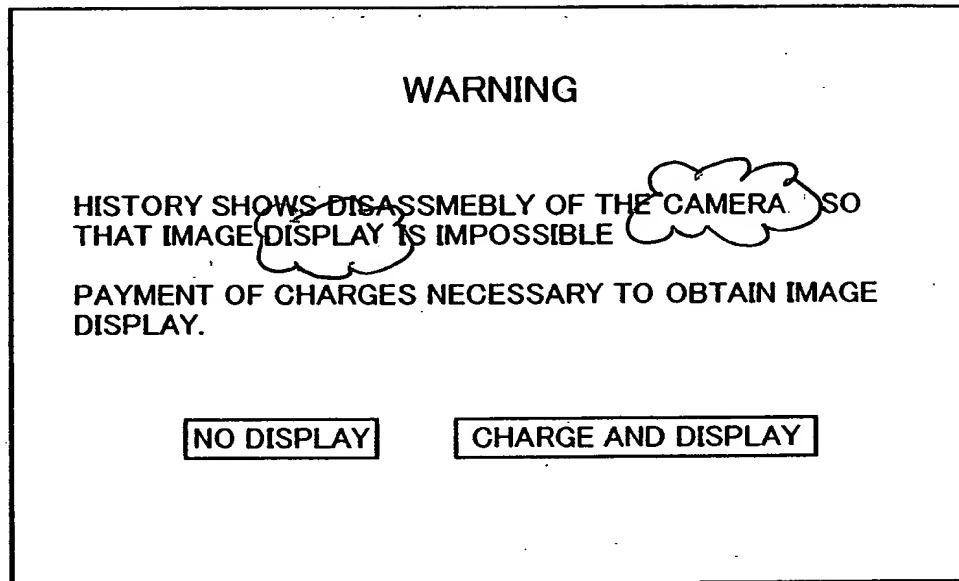 WARNING
HISTORY SHOWS DISASSMEBLY OF THE CAMERA SO
THAT IMAGE DISPLAY IS IMPOSSIBLE
PAYMENT OF CHARGES NECESSARY TO OBTAIN IMAGE
DISPLAY.
NO DISPLAY CHARGE AND DISPLAY